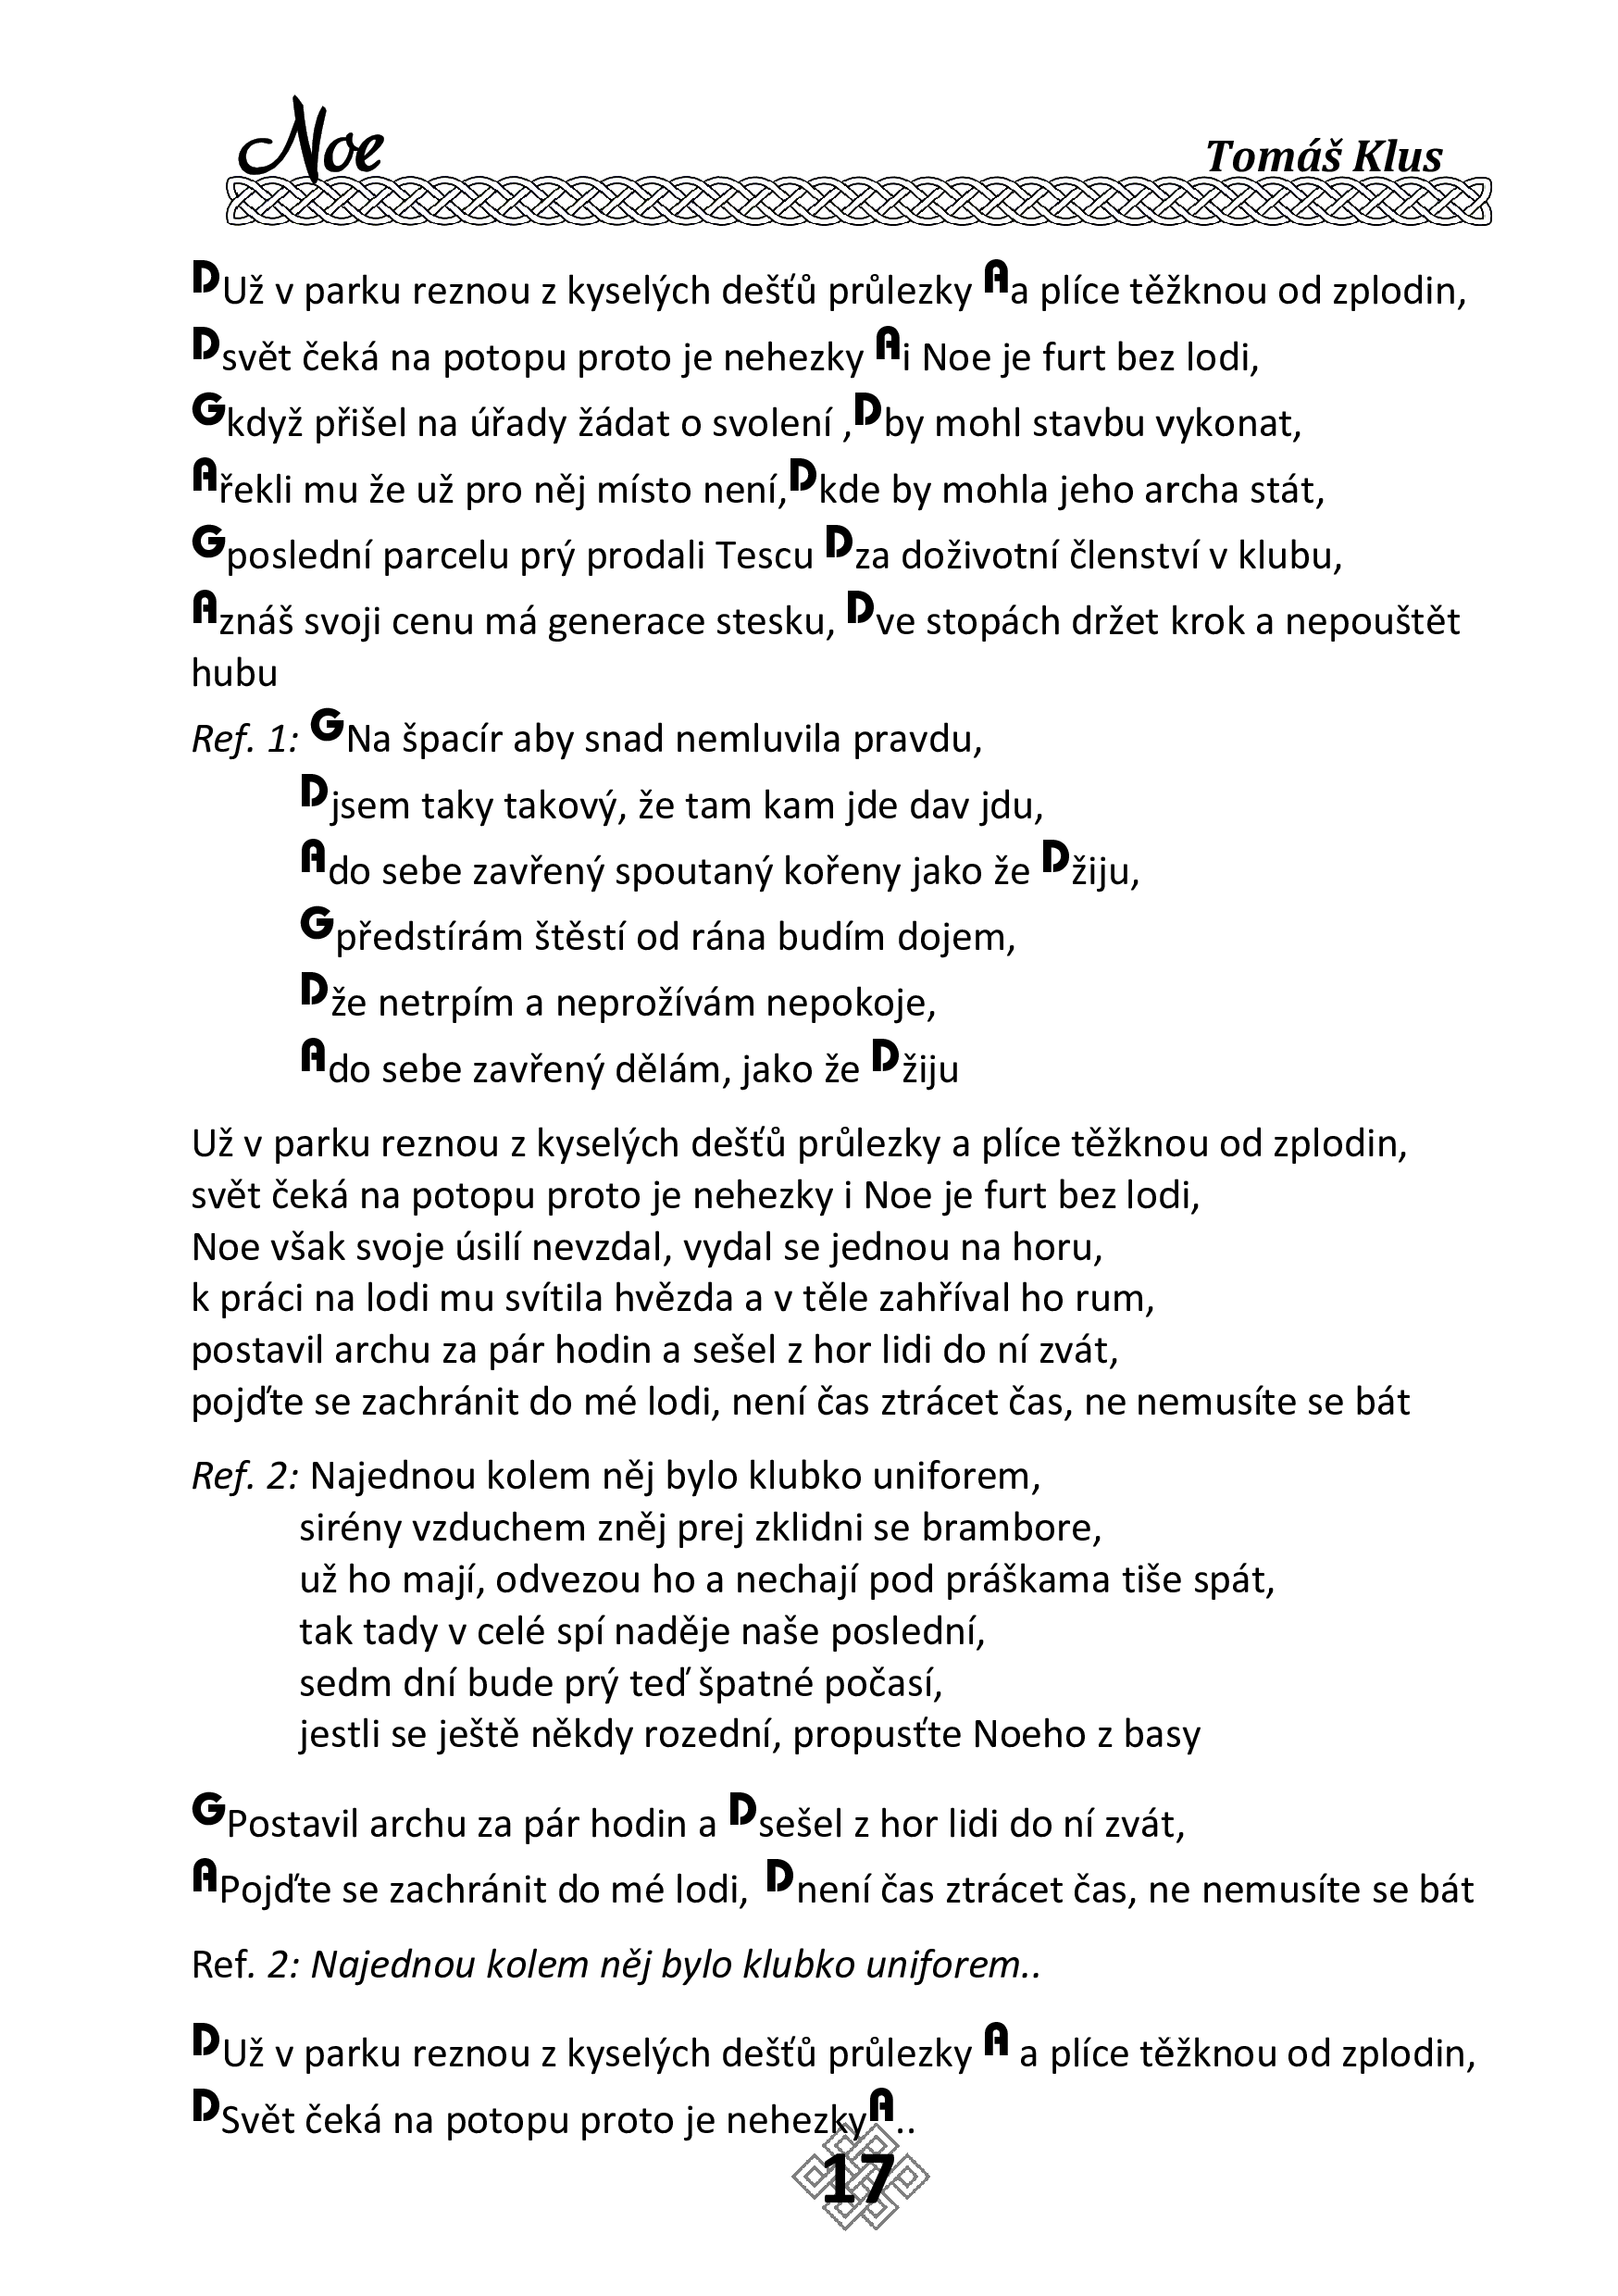 Noe
Tomáš Klus
DUž v parku reznou z kyselých dešťů průlezky Aa plíce těžknou od zplodin,
Dsvět čeká na potopu proto je nehezky Ai Noe je furt bez lodi,
Gkdyž přišel na úřady žádat o svolení ,Dby mohl stavbu vykonat,
Ařekli mu že už pro něj místo není,Dkde by mohla jeho archa stát,
Gposlední parcelu prý prodali Tescu Dza doživotní členství v klubu,
Aznáš svoji cenu má generace stesku, Dve stopách držet krok a nepouštět
hubu
Ref. 1: GNa špacír aby snad nemluvila pravdu,
Djsem taky takový, že tam kam jde dav jdu,
Ado sebe zavřený spoutaný kořeny jako že Džiju,
Gpředstírám štěstí od rána budím dojem,
Dže netrpím a neprožívám nepokoje,
Ado sebe zavřený dělám, jako že Džiju
Už v parku reznou z kyselých dešťů průlezky a plíce těžknou od zplodin,
svět čeká na potopu proto je nehezky i Noe je furt bez lodi,
Noe však svoje úsilí nevzdal, vydal se jednou na horu,
k práci na lodi mu svítila hvězda a v těle zahříval ho rum,
postavil archu za pár hodin a sešel z hor lidi do ní zvát,
pojďte se zachránit do mé lodi, není čas ztrácet čas, ne nemusíte se bát
Ref. 2: Najednou kolem něj bylo klubko uniforem,
sirény vzduchem zněj prej zklidni se brambore,
už ho mají, odvezou ho a nechají pod práškama tiše spát,
tak tady v celé spí naděje naše poslední,
sedm dní bude prý teď špatné počasí,
jestli se ještě někdy rozední, propusťte Noeho z basy
GPostavil archu za pár hodin a Dsešel z hor lidi do ní zvát,
APojďte se zachránit do mé lodi, Dnení čas ztrácet čas, ne nemusíte se bát
Ref. 2: Najednou kolem něj bylo klubko uniforem..
DUž v parku reznou z kyselých dešťů průlezky A a plíce těžknou od zplodin,
DSvět čeká na potopu proto je nehezkyA..
17